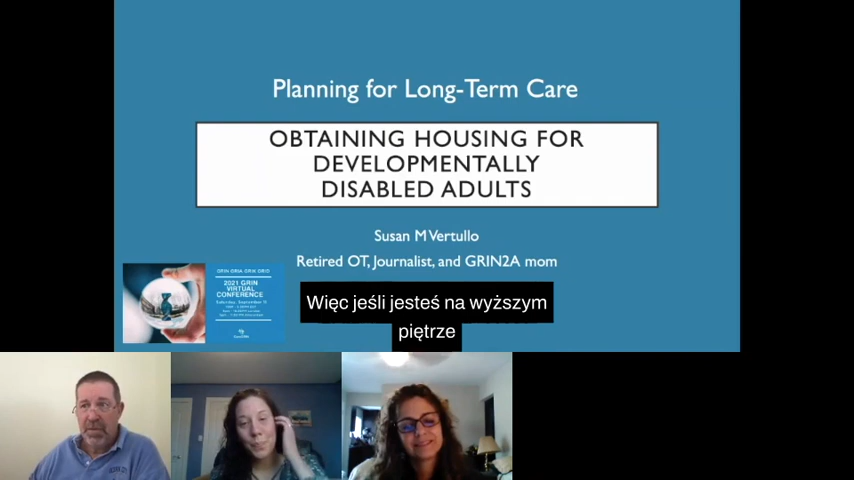 Planning for Long-Term Care
OBTAINING HOUSING FOR
DEVELOPMENTALLY
DISABLED ADULTS
Susan M Vertullo
Retired OT, Journalist, and GRIN2A mom
2021 GRIN
VIRTUAL
CONFERENCE
Więc jeśli jesteś na wyższym
piętrze